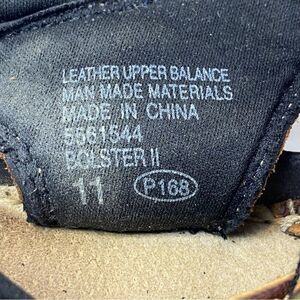 LEATHER UPPER BALANCE
MAN MADE MATERIALS
MADE IN CHINA
5561544
BOLSTER II
11 P168